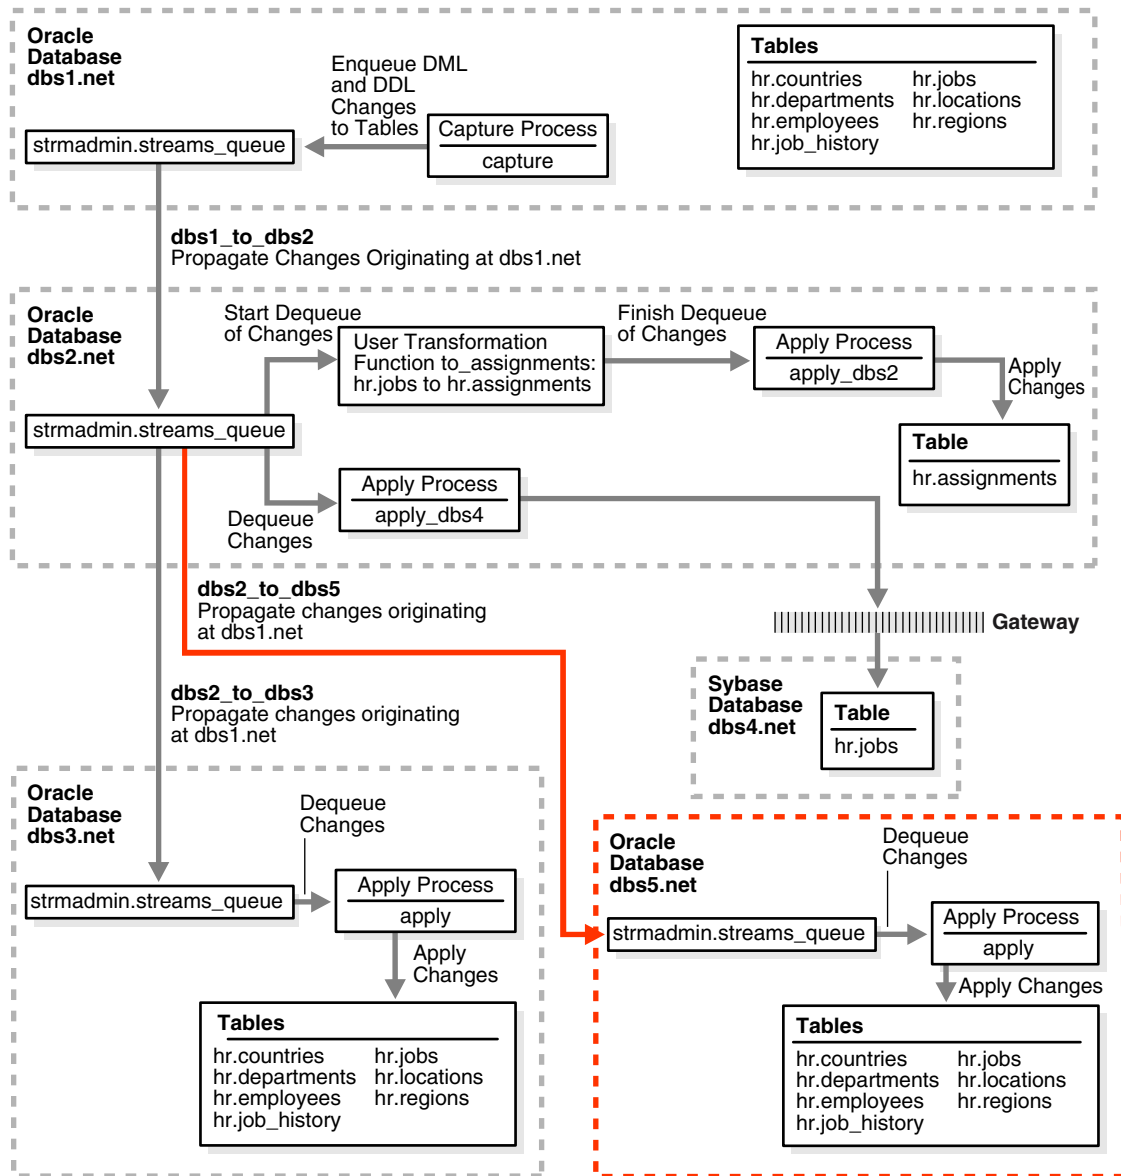 Oracle
Database
dbs1.net
Enqueue DML
and DDL
Changes
to Tables
strmadmin.streams_queue
Capture Process
capture
Tables
hr.countries hr.jobs
hr.departments hr.locations
hr.employees hr.regions
hr.job_history
dbs1_to_dbs2
Propagate Changes Originating at dbs1.net
Oracle
Database
dbs2.net
Start Dequeue
of Changes
User Transformation
Function to_assignments:
hr.jobs to hr.assignments
Finish Dequeue
of Changes
Apply Process
apply_dbs2
Apply
Changes
strmadmin.streams_queue
Table
hr.assignments
Dequeue
Changes
Apply Process
apply_dbs4
dbs2_to_dbs5
Propagate changes originating
at dbs1.net
Gateway
dbs2_to_dbs3
Propagate changes originating
at dbs1.net
Sybase
Database
dbs4.net
Table
hr.jobs
Oracle
Database
dbs3.net
Dequeue
Changes
strmadmin.streams_queue
Apply Process
apply
Apply
Changes
Tables
hr.countries hr.jobs
hr.departments hr.locations
hr.employees hr.regions
hr.job_history
Oracle
Database
dbs5.net
Dequeue
Changes
strmadmin.streams_queue
Apply Process
apply
Apply Changes
Tables
hr.countries hr.jobs
hr.departments hr.locations
hr.employees hr.regions
hr.job_history